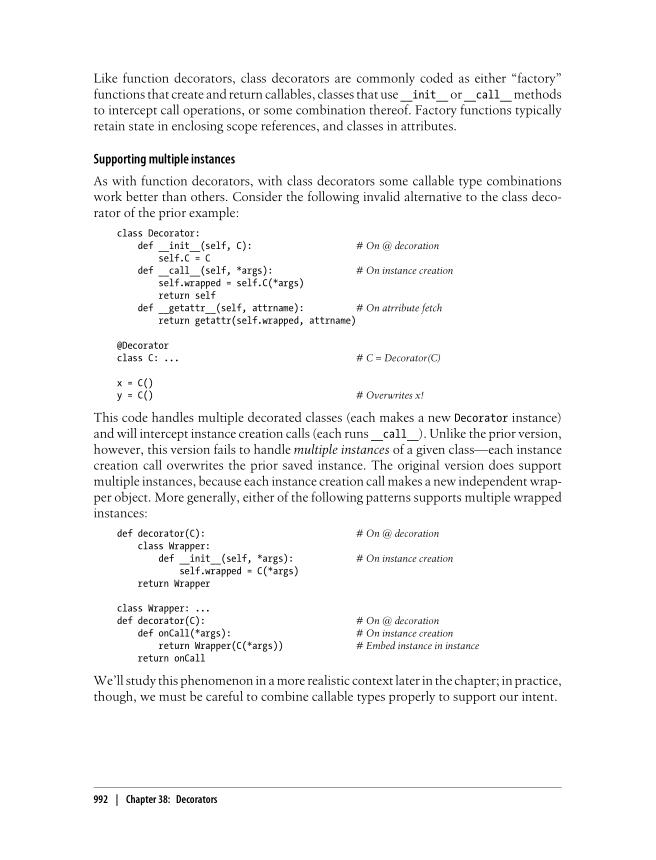 Like function decorators, class decorators are commonly coded as either “factory”
functions that create and return callables, classes that use __init__ or __call__ methods
to intercept call operations, or some combination thereof. Factory functions typically
retain state in enclosing scope references, and classes in attributes.
Supporting multiple instances
As with function decorators, with class decorators some callable type combinations
work better than others. Consider the following invalid alternative to the class deco-
rator of the prior example:
class Decorator:
    def __init__(self, C):                # On @ decoration
        self.C = C
    def __call__(self, *args):            # On instance creation
        self.wrapped = self.C(*args)
        return self
    def __getattr__(self, attrname):      # On atrribute fetch
        return getattr(self.wrapped, attrname)
@Decorator
class C: ...                              # C = Decorator(C)
x = C()
y = C()                                   # Overwrites x!
This code handles multiple decorated classes (each makes a new Decorator instance)
and will intercept instance creation calls (each runs __call__). Unlike the prior version,
however, this version fails to handle multiple instances of a given class—each instance
creation call overwrites the prior saved instance. The original version does support
multiple instances, because each instance creation call makes a new independent wrap-
per object. More generally, either of the following patterns supports multiple wrapped
instances:
def decorator(C):                         # On @ decoration
    class Wrapper:
        def __init__(self, *args):        # On instance creation
            self.wrapped = C(*args)
    return Wrapper
class Wrapper: ...
def decorator(C):                         # On @ decoration
    def onCall(*args):                    # On instance creation
        return Wrapper(C(*args))          # Embed instance in instance
    return onCall
We’ll study this phenomenon in a more realistic context later in the chapter; in practice,
though, we must be careful to combine callable types properly to support our intent.
992 | Chapter 38: Decorators